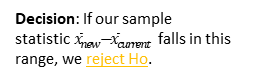 Decision: If our sample
statistic x̄new−x̄current falls in this
range, we reject Ho.